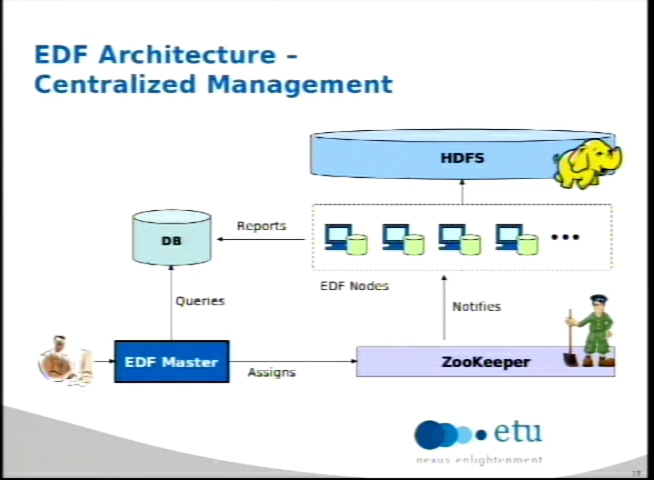 EDF Architecture –
Centralized Management
HDFS
DB
Reports
EDF Nodes
Queries
Notifies
EDF Master
Assigns
ZooKeeper
etu
nexus enlightenment